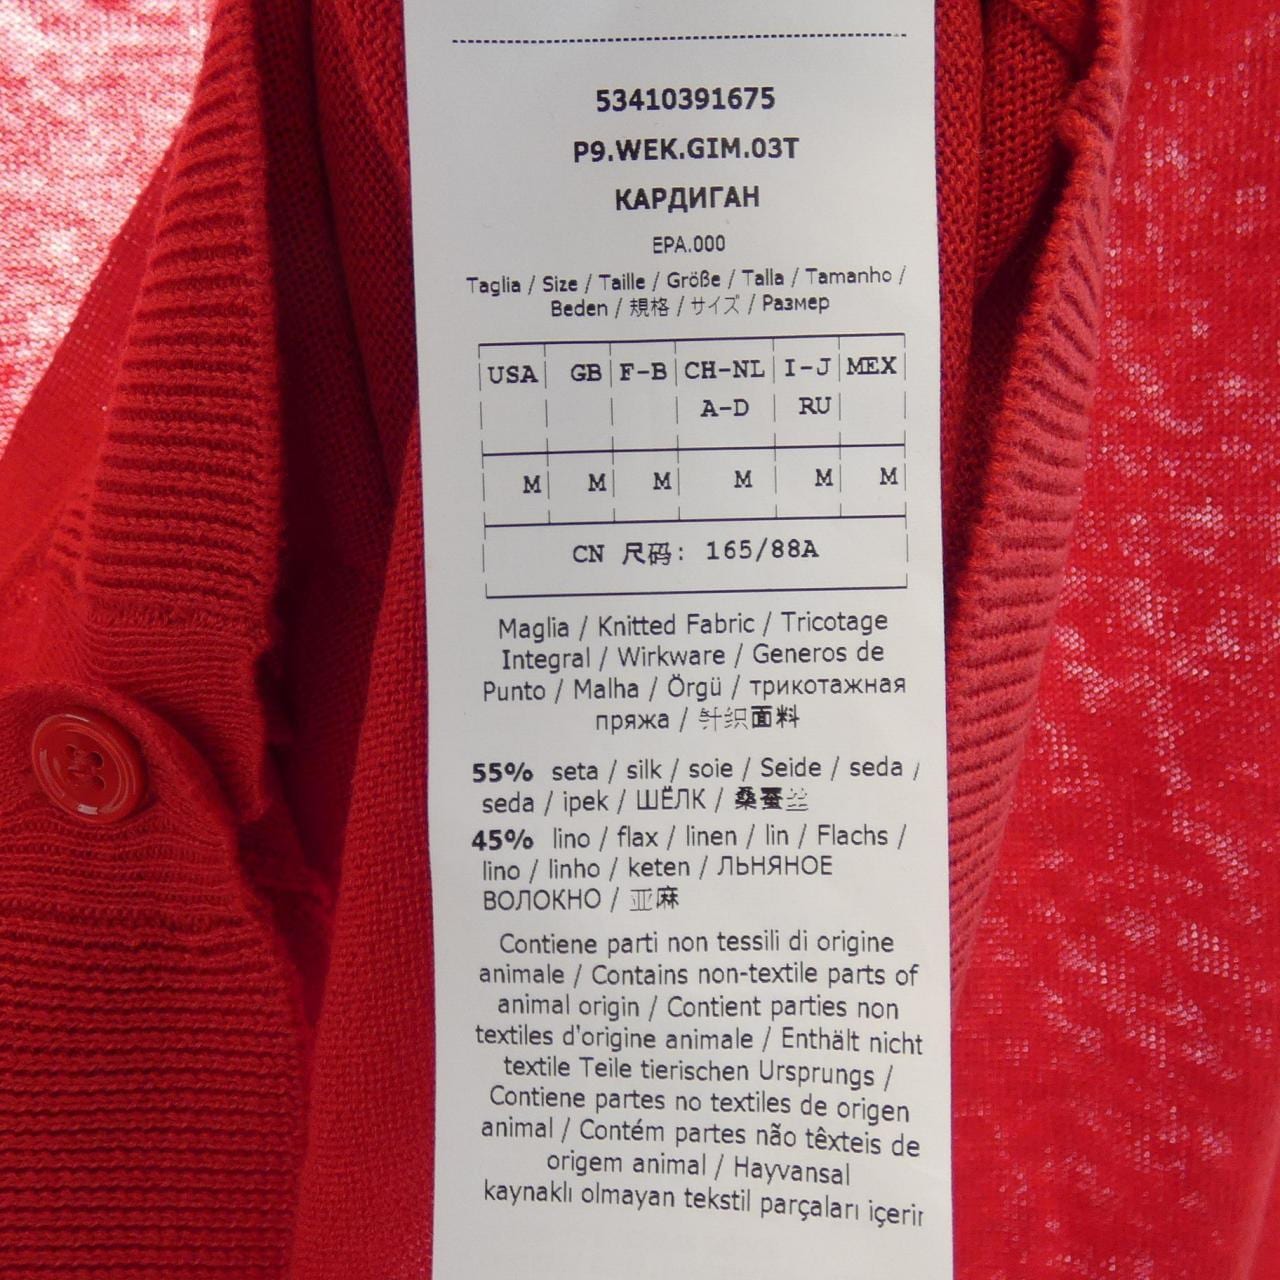 53410391675
P9.WEK.GIM.03T
КАРДИГАН
EPA.000
Taglia / Size / Taille / Größe / Talla / Tamanho /
Beden / 規格 / サイズ / Размер
USA GB F-B CH-NL I-J MEX
A-D RU
M M M M M M
CN 尺码: 165/88A
Maglia / Knitted Fabric / Tricotage
Integral / Wirkware / Generos de
Punto / Malha / Örgü / трикотажная
пряжа / 针织面料
55% seta / silk / soie / Seide / seda /
seda / ipek / ШЁЛК / 桑蚕丝
45% lino / flax / linen / lin / Flachs /
lino / linho / keten / ЛЬНЯНОЕ
ВОЛОКНО / 亚麻
Contiene parti non tessili di origine
animale / Contains non-textile parts of
animal origin / Contient parties non
textiles d'origine animale / Enthält nicht
textile Teile tierischen Ursprungs /
Contiene partes no textiles de origen
animal / Contém partes não têxteis de
origem animal / Hayvansal
kaynaklı olmayan tekstil parçaları içerir